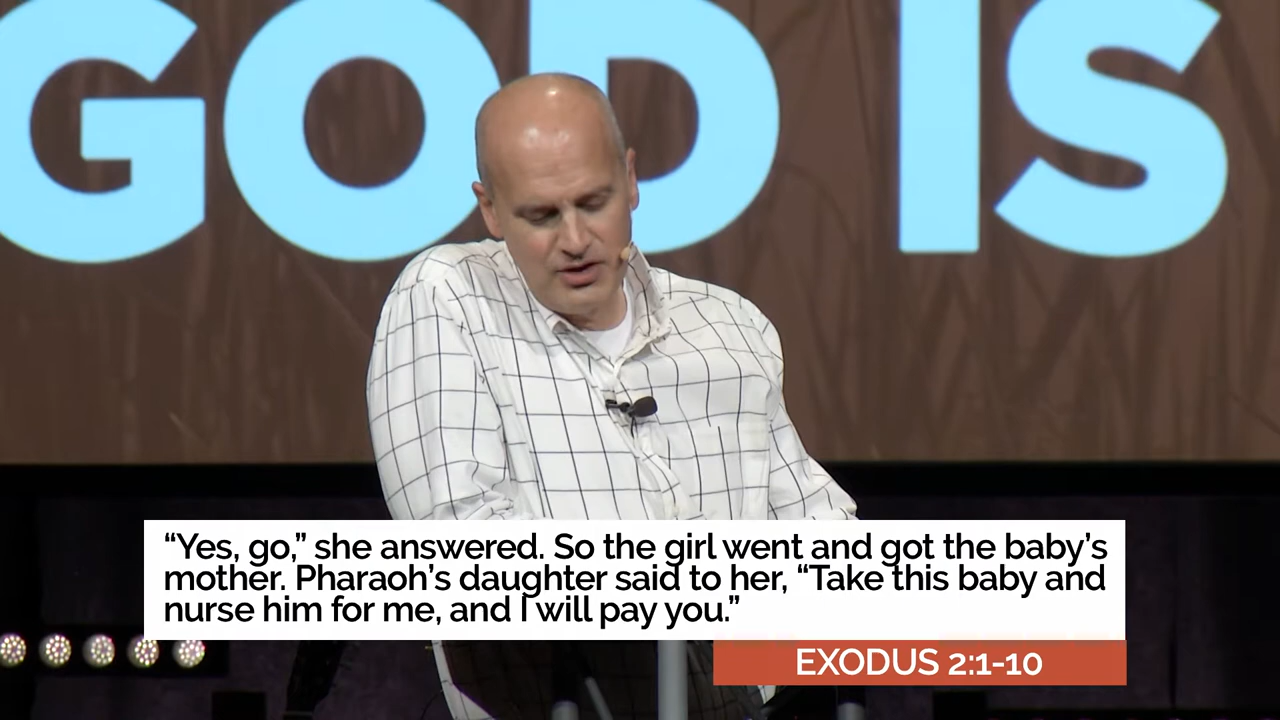 GOD IS
“Yes, go,” she answered. So the girl went and got the baby’s
mother. Pharaoh’s daughter said to her, “Take this baby and
nurse him for me, and I will pay you.”
EXODUS 2:1-10